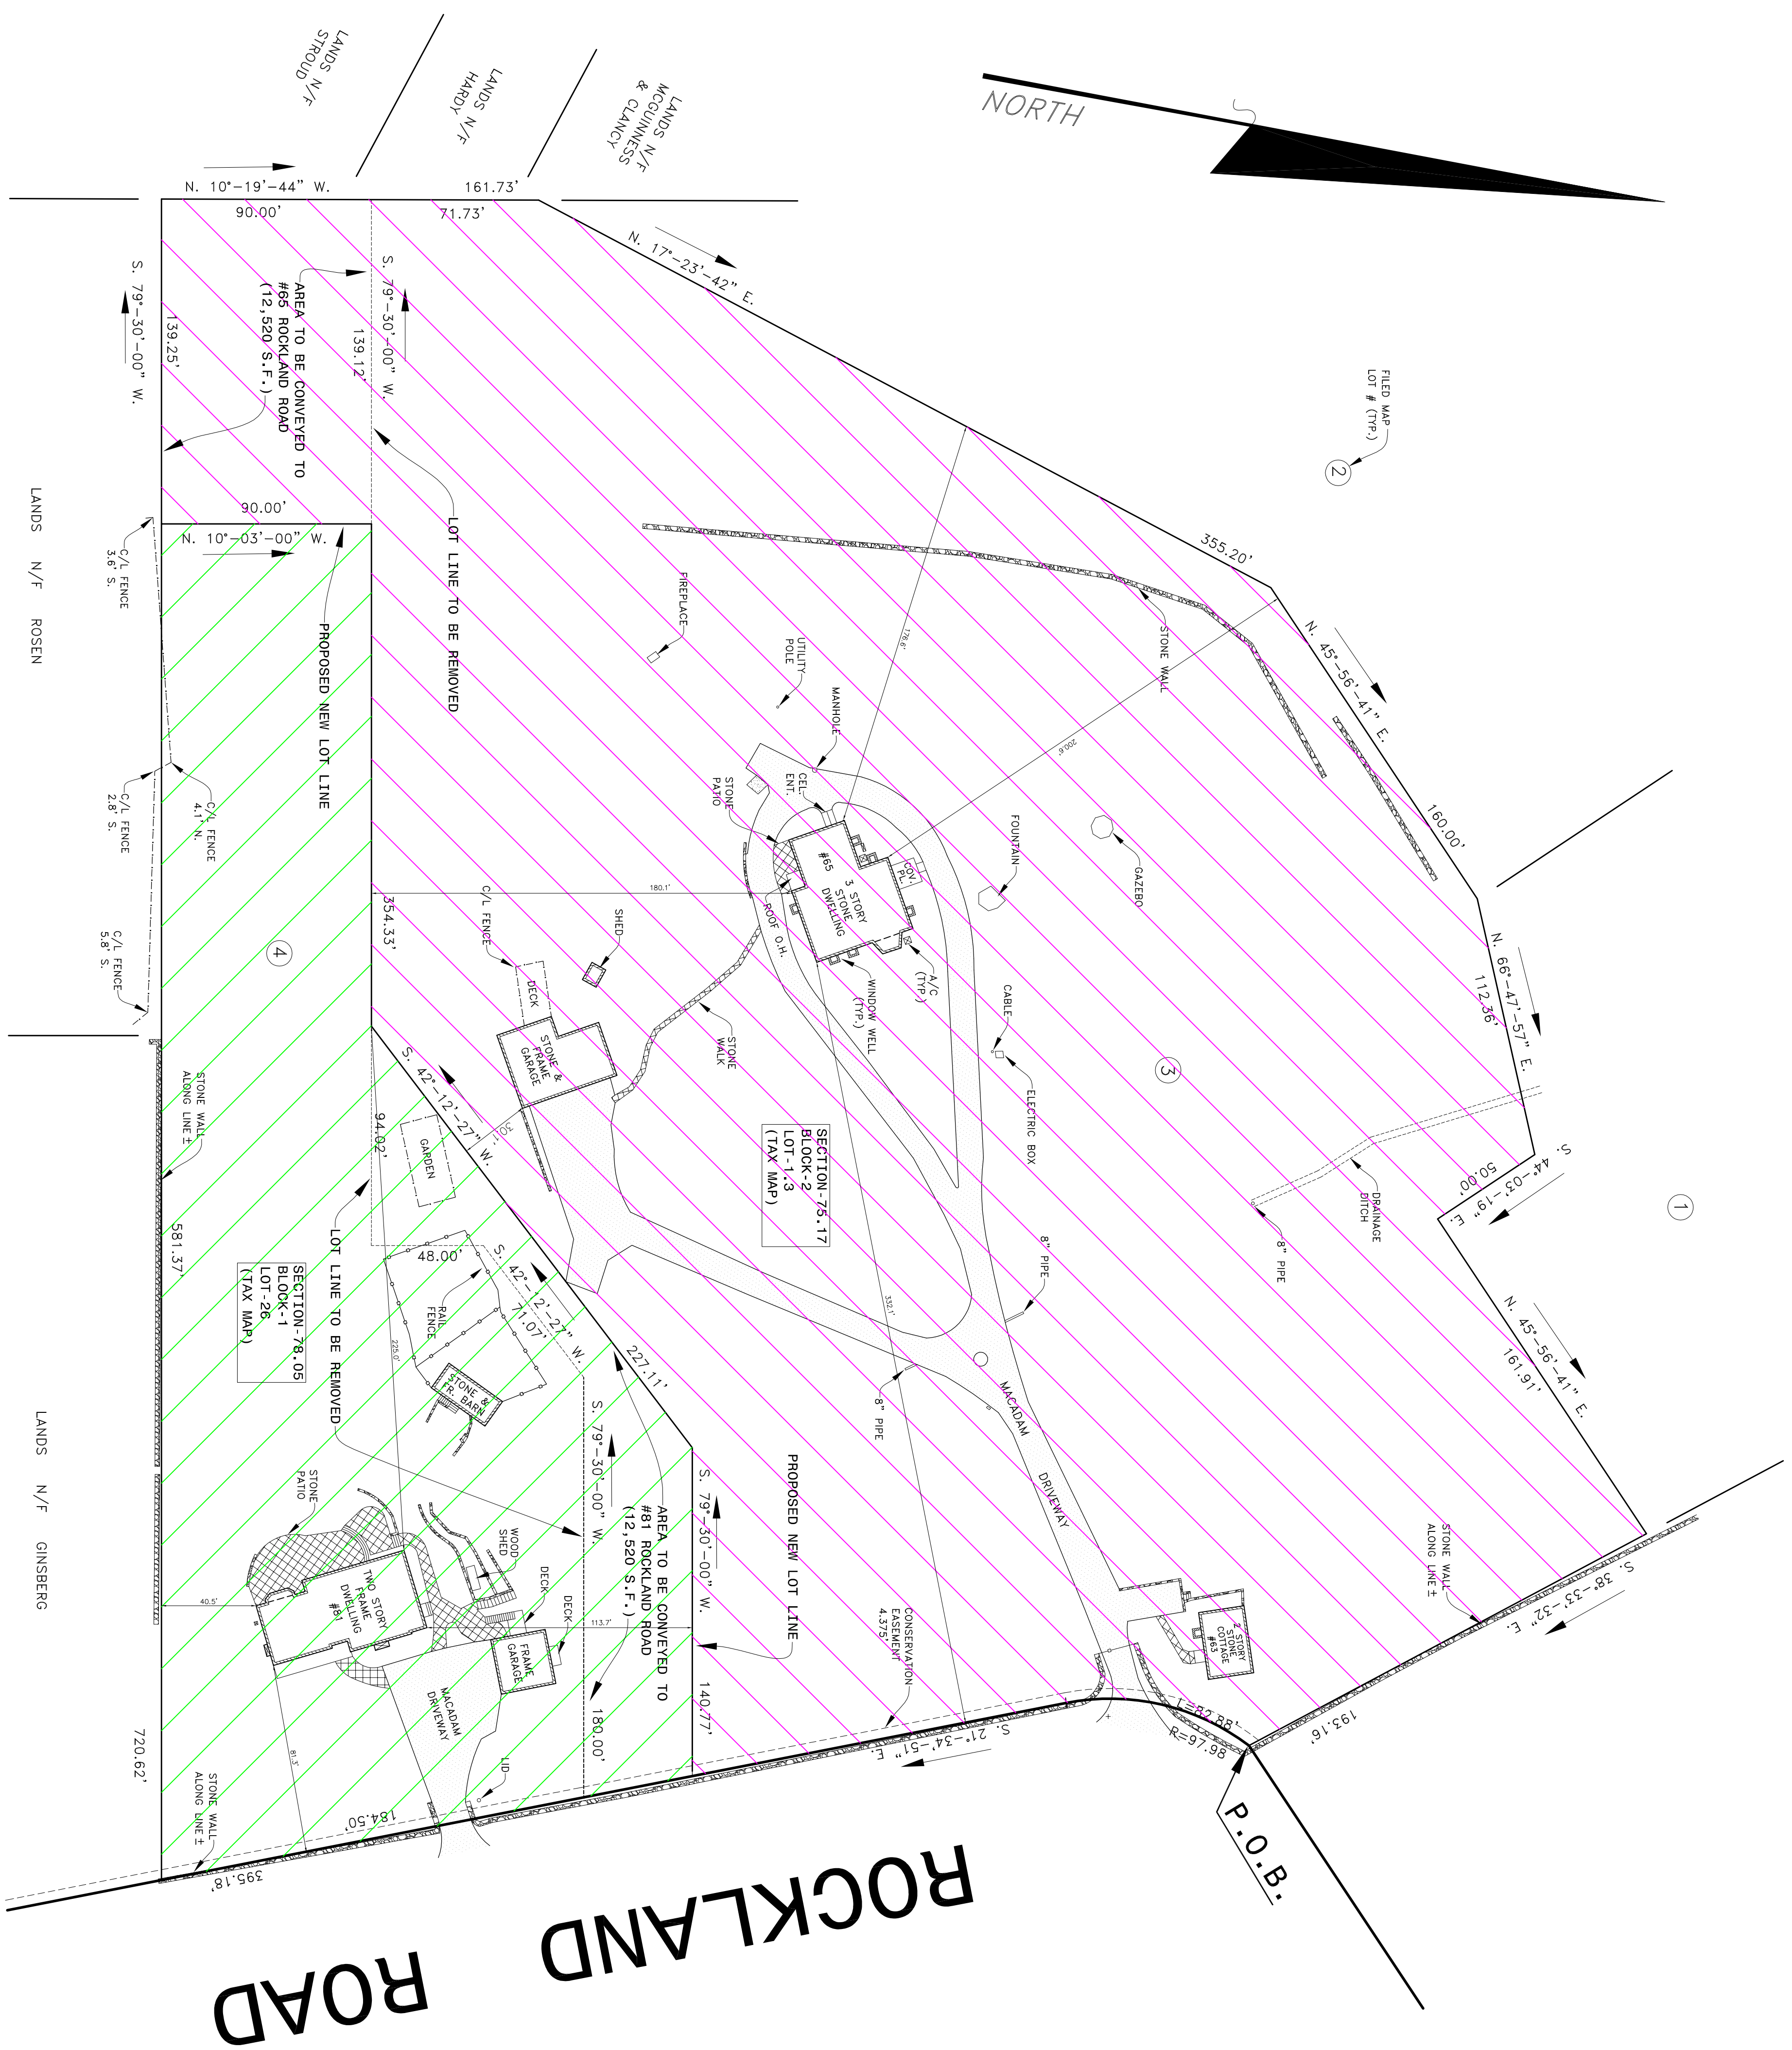 LANDS N/F
STROUD
LANDS N/F
HARDY
LANDS N/F
MCGUINNESS
& CLANCY
NORTH
N. 10°-19'-44" W.
161.73'
90.00'
71.73'
N. 17°-23'-42" E.
355.20'
S. 79°-30'-00" W.
139.25'
AREA TO BE CONVEYED TO
#65 ROCKLAND ROAD
(12,520 S.F.)
S. 79°-30'-00" W.
139.12'
LOT LINE TO BE REMOVED
FILED MAP
LOT # (TYP.)
2
90.00'
N. 10°-03'-00" W.
PROPOSED NEW LOT LINE
LANDS N/F ROSEN
C/L FENCE
3.6' S.
C/L FENCE
4.1' N.
C/L FENCE
2.8' S.
C/L FENCE
5.8' S.
4
FIREPLACE
UTILITY
POLE
MANHOLE
STONE WALL
176.6'
200.6'
N. 45°-56'-41" E.
160.00'
CEL.
ENT.
STONE
PATIO
#65
3 STORY
STONE
DWELLING
COV.
PL.
ROOF O.H.
FOUNTAIN
GAZEBO
A/C
(TYP.)
WINDOW WELL
(TYP.)
CABLE
ELECTRIC BOX
180.1'
354.33'
C/L FENCE
SHED
DECK
STONE &
FRAME
GARAGE
STONE
WALK
3
N. 66°-47'-57" E.
112.36'
S. 44°-03'-19" E.
50.00'
1
DRAINAGE
DITCH
8" PIPE
8" PIPE
8" PIPE
N. 45°-56'-41" E.
161.91'
SECTION-75.17
BLOCK-2
LOT-1.3
(TAX MAP)
332.1'
S. 42°-12'-27" W.
227.11'
30.1'
94.02'
GARDEN
48.00'
S. 42°-12'-27" W.
71.07'
RAIL
FENCE
STONE &
FR. BARN
225.0'
LOT LINE TO BE REMOVED
STONE WALL
ALONG LINE±
581.37'
SECTION-78.05
BLOCK-1
LOT-26
(TAX MAP)
LANDS N/F GINSBERG
S. 79°-30'-00" W.
180.00'
AREA TO BE CONVEYED TO
#81 ROCKLAND ROAD
(12,520 S.F.)
S. 79°-30'-00" W.
140.77'
PROPOSED NEW LOT LINE
MACADAM
DRIVEWAY
STONE
PATIO
WOOD
SHED
DECK
DECK
TWO STORY
FRAME
DWELLING
#81
FRAME
GARAGE
MACADAM
DRIVEWAY
40.5'
113.7'
81.3'
LID
CONSERVATION
EASEMENT
4.375'
2 STORY
STONE
COTTAGE
#63
STONE WALL
ALONG LINE±
S. 38°-33'-32" E.
193.16'
L=82.88'
R=97.98
S. 21°-34'-51" E.
P.O.B.
720.62'
STONE WALL
ALONG LINE±
184.50'
395.18'
ROCKLAND
ROAD